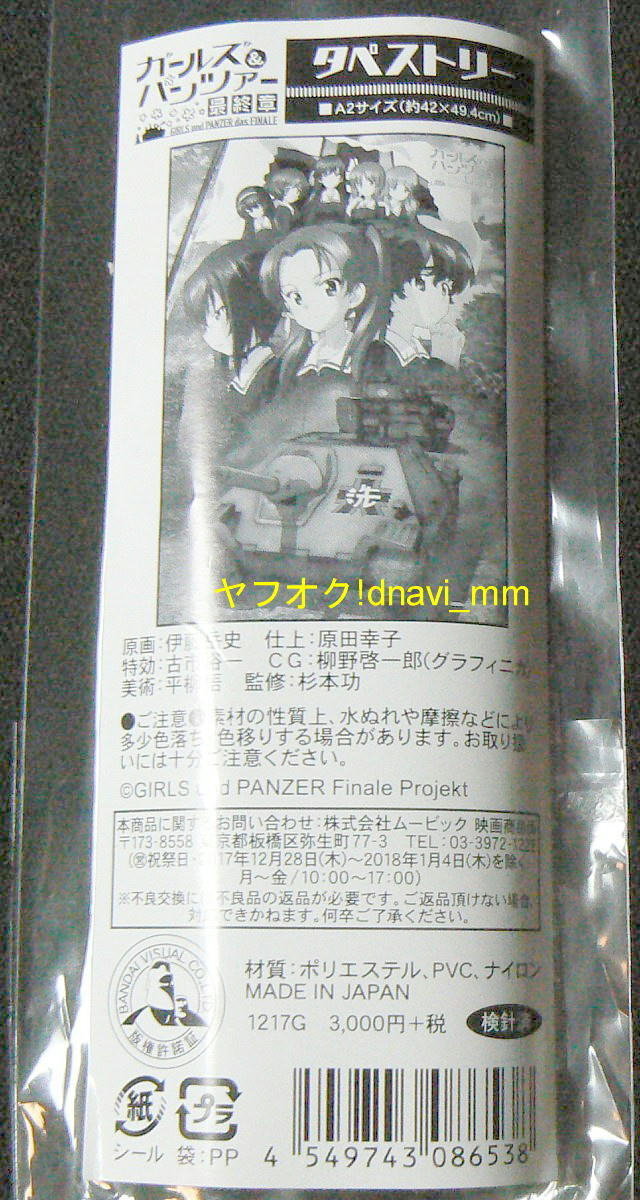 ガールズ&
パンツァー
最終章
GIRLS und PANZER das FINALE
タペストリー
■A2サイズ(約42×49.4cm)■
ガールズ&
パンツァー
洗
ヤフオク!dnavi_mm
原画:伊藤岳史 仕上:原田幸子
特効:古市裕一 CG:柳野啓一郎(グラフィニカ)
美術:平柳悟 監修:杉本功
●ご注意:素材の性質上、水ぬれや摩擦などにより
多少色落ち、色移りする場合があります。お取り扱
いには十分ご注意ください。
©GIRLS und PANZER Finale Projekt
本商品に関するお問い合わせ:株式会社ムービック 映画商品係
〒173-8558 東京都板橋区弥生町77-3 TEL:03-3972-1229
(祝祭日・2017年12月28日(木)~2018年1月4日(木)を除く
月~金/10:00~17:00)
※不良交換には不良品の返品が必要です。ご返品頂けない場合、
対応できかねます。何卒ご了承ください。
BANDAI VISUAL CO.,LTD.
版権許諾証
材質:ポリエステル、PVC、ナイロン
MADE IN JAPAN
1217G 3,000円+税 検針済
紙 プラ
シール 袋:PP
4 549743 086538